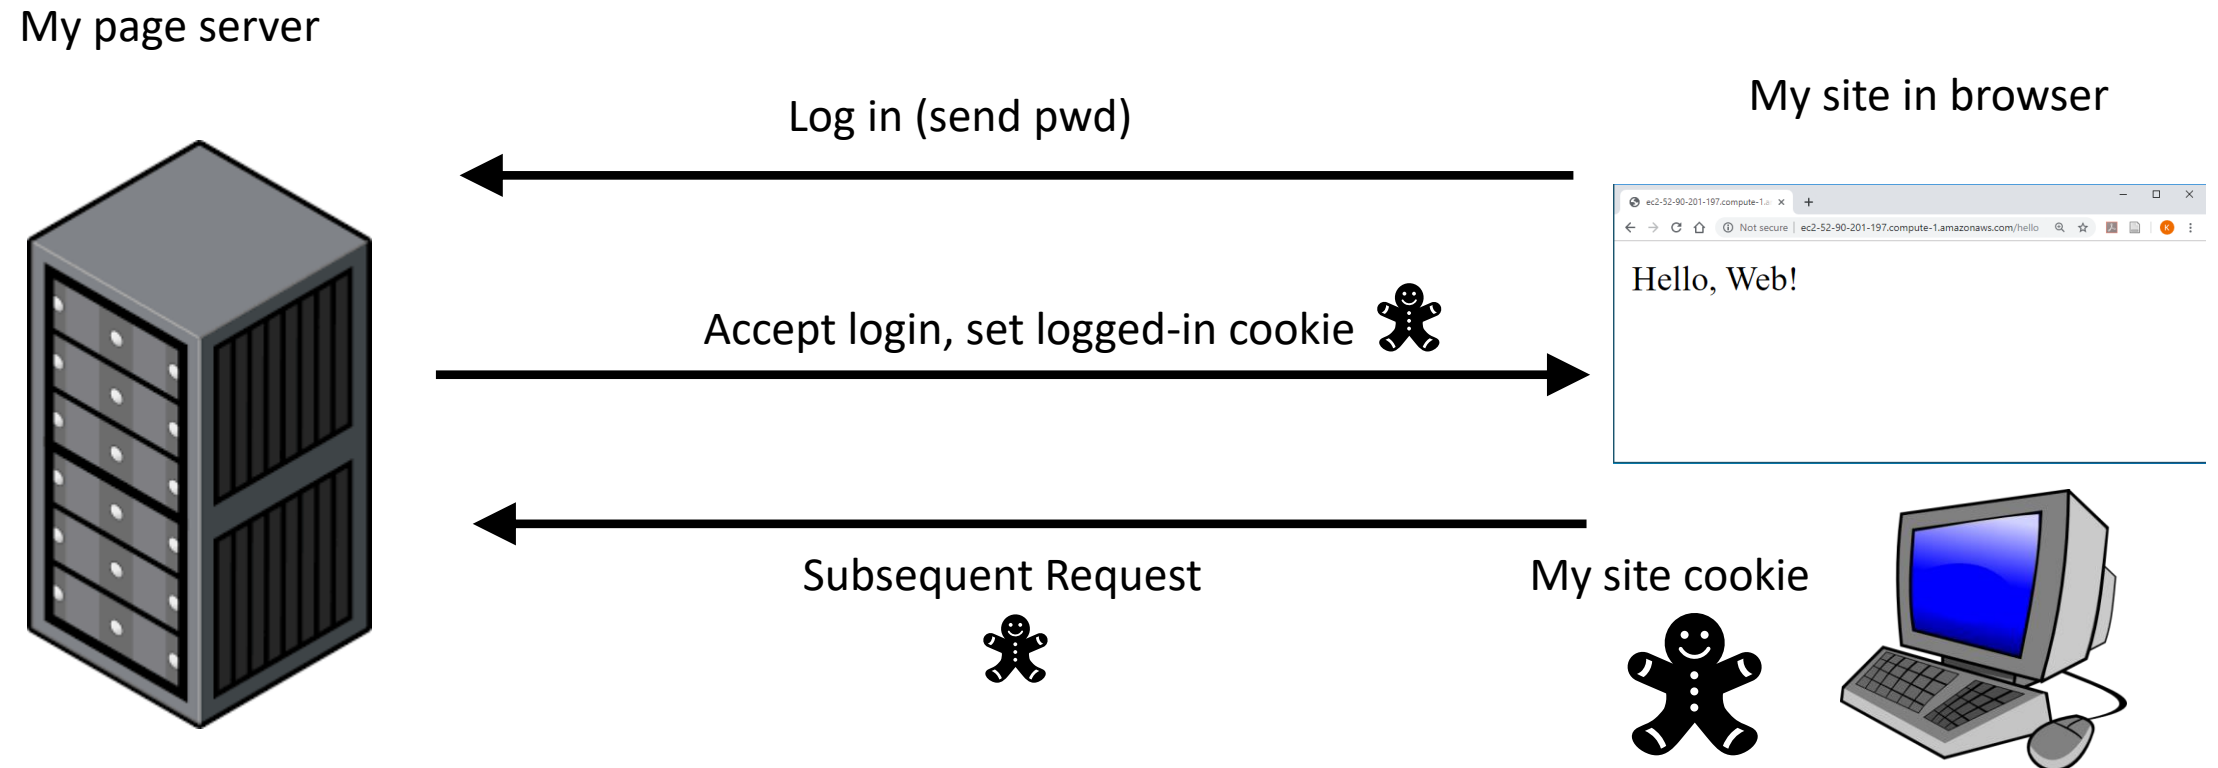 My page server
My site in browser
Log in (send pwd)
ec2-52-90-201-197.compute-1.a
Not secure | ec2-52-90-201-197.compute-1.amazonaws.com/hello
K
Hello, Web!
Accept login, set logged-in cookie
Subsequent Request
My site cookie